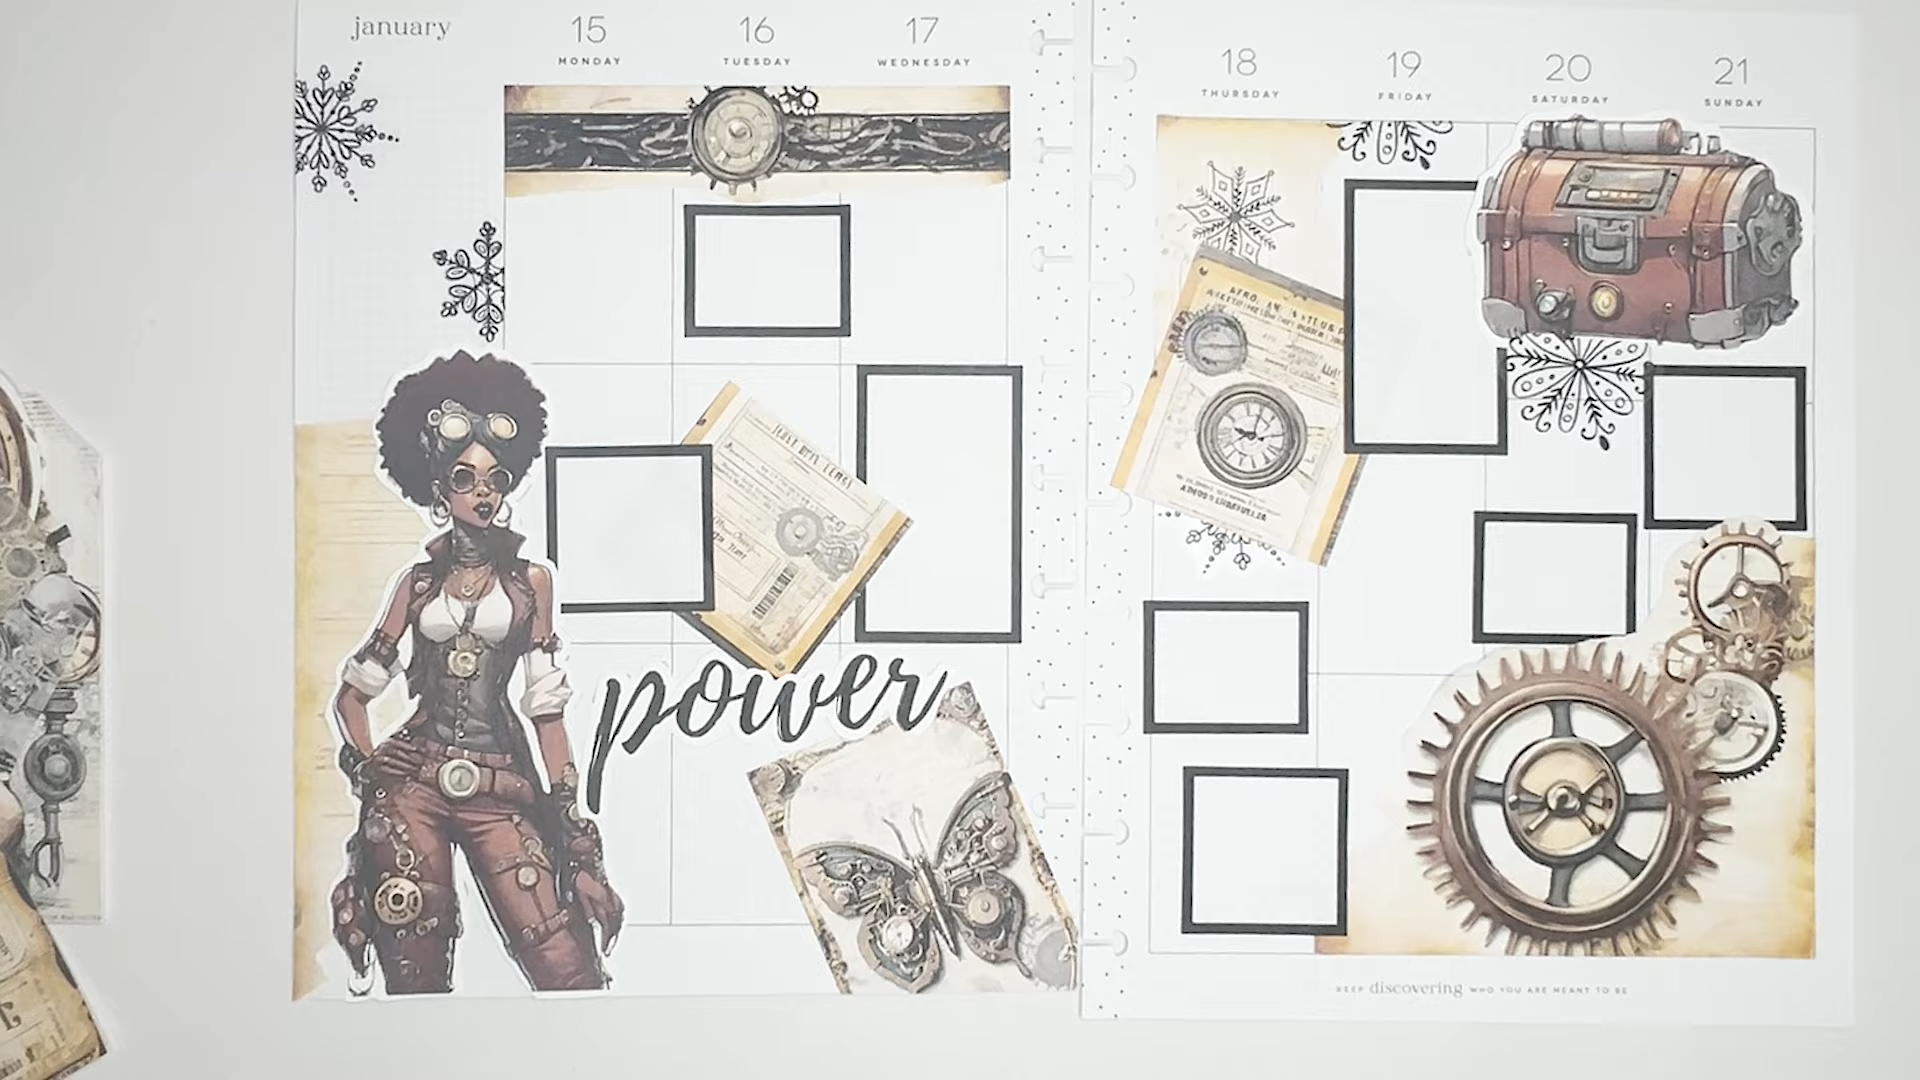 january
15
MONDAY
16
TUESDAY
17
WEDNESDAY
18
THURSDAY
19
FRIDAY
20
SATURDAY
21
SUNDAY
power
KEEP discovering WHO YOU ARE MEANT TO BE